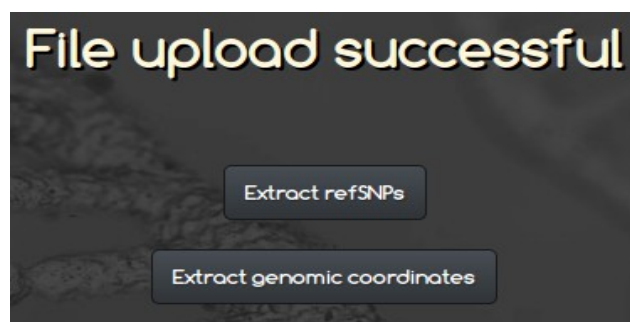 File upload successful
Extract refSNPs
Extract genomic coordinates